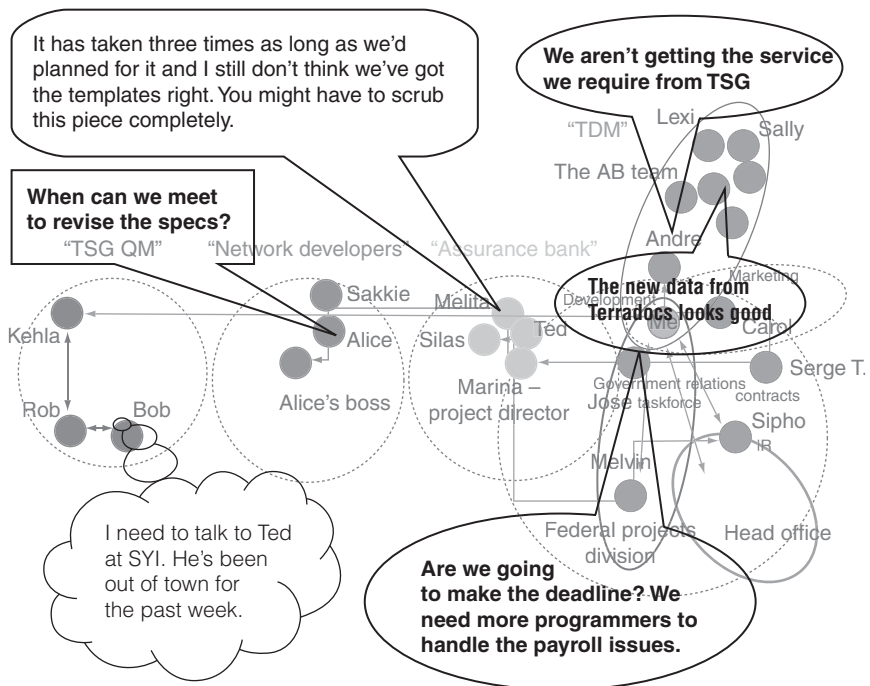 It has taken three times as long as we'd
planned for it and I still don't think we've got
the templates right. You might have to scrub
this piece completely.
We aren't getting the service
we require from TSG
When can we meet
to revise the specs?
Lexi
"TDM"
Sally
The AB team
"TSG QM"
"Network developers"
"Assurance bank"
Andre
The new data from
Terradocs looks good
Marketing
Development
Me
Carol
Sakkie
Melita
Kehla
Alice
Silas
Ted
Serge T.
Alice's boss
Marina –
project director
Government relations
taskforce
Jose
contracts
Rob
Bob
Sipho
IR
Melvin
Federal projects
division
Head office
I need to talk to Ted
at SYI. He's been
out of town for
the past week.
Are we going
to make the deadline? We
need more programmers to
handle the payroll issues.